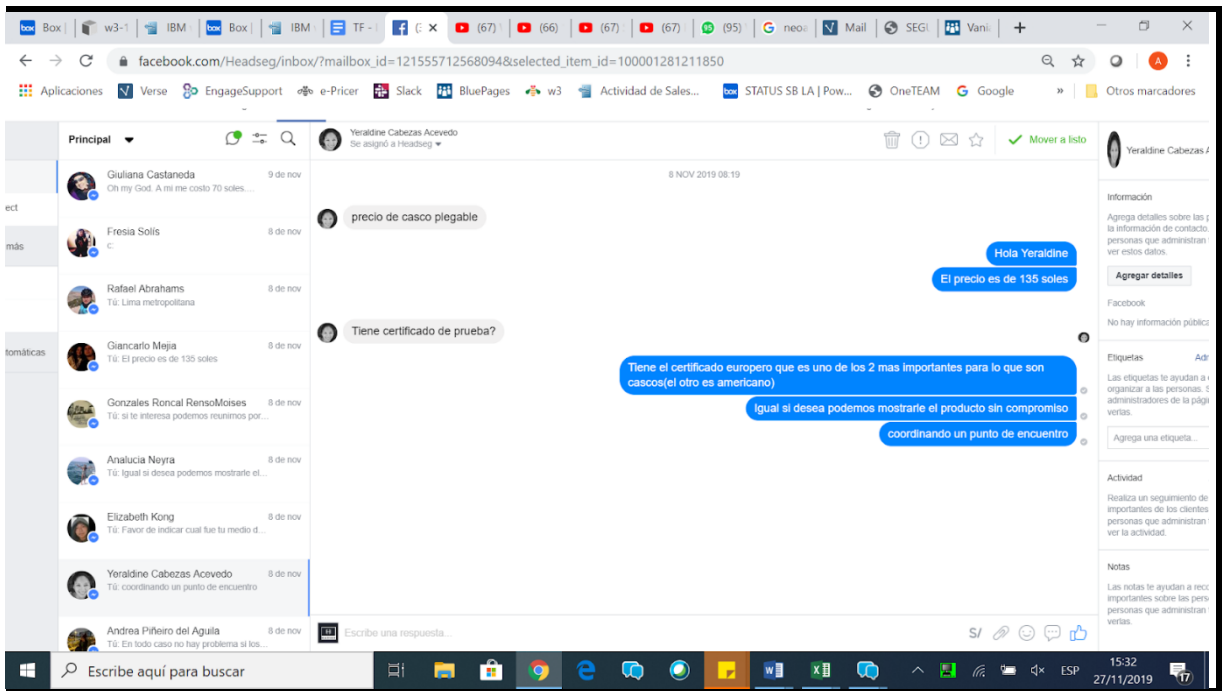 Box |
w3-1
IBM
Box |
IBM
TF -
(67)
(66)
(67)
(67)
(95)
neoa
Mail
SEGU
Vania
facebook.com/Headseg/inbox/?mailbox_id=121555712568094&selected_item_id=100001281211850
A
Aplicaciones
Verse
EngageSupport
e-Pricer
Slack
BluePages
w3
Actividad de Sales...
STATUS SB LA | Pow...
OneTEAM
Google
»
Otros marcadores
ect
más
tomáticas
Principal
Giuliana Castaneda 9 de nov
Oh my God. A mi me costo 70 soles....
Fresia Solís 8 de nov
c:
Rafael Abrahams 8 de nov
Tú: Lima metropolitana
Giancarlo Mejia 8 de nov
Tú: El precio es de 135 soles
Gonzales Roncal RensoMoises 8 de nov
Tú: si te interesa podemos reunirnos por...
Analucia Neyra 8 de nov
Tú: Igual si desea podemos mostrarle el...
Elizabeth Kong 8 de nov
Tú: Favor de indicar cual fue tu medio d...
Yeraldine Cabezas Acevedo 8 de nov
Tú: coordinando un punto de encuentro
Andrea Piñeiro del Aguila 8 de nov
Tú: En todo caso no hay problema si los...
Yeraldine Cabezas Acevedo
Se asignó a Headseg
Mover a listo
8 NOV 2019 08:19
precio de casco plegable
Hola Yeraldine
El precio es de 135 soles
Tiene certificado de prueba?
Tiene el certificado europero que es uno de los 2 mas importantes para lo que son
cascos(el otro es americano)
Igual si desea podemos mostrarle el producto sin compromiso
coordinando un punto de encuentro
Escribe una respuesta...
S/
Yeraldine Cabezas A
Información
Agrega detalles sobre las p
la información de contacto.
personas que administran
ver estos datos.
Agregar detalles
Facebook
No hay información pública
Etiquetas Adr
Las etiquetas te ayudan a
organizar a las personas. S
administradores de la pági
verlas.
Agrega una etiqueta...
Actividad
Realiza un seguimiento de
importantes de los clientes
personas que administran
ver la actividad.
Notas
Las notas te ayudan a reco
importantes sobre las pers
personas que administran
verlas.
Escribe aquí para buscar
ESP
15:32
27/11/2019
17